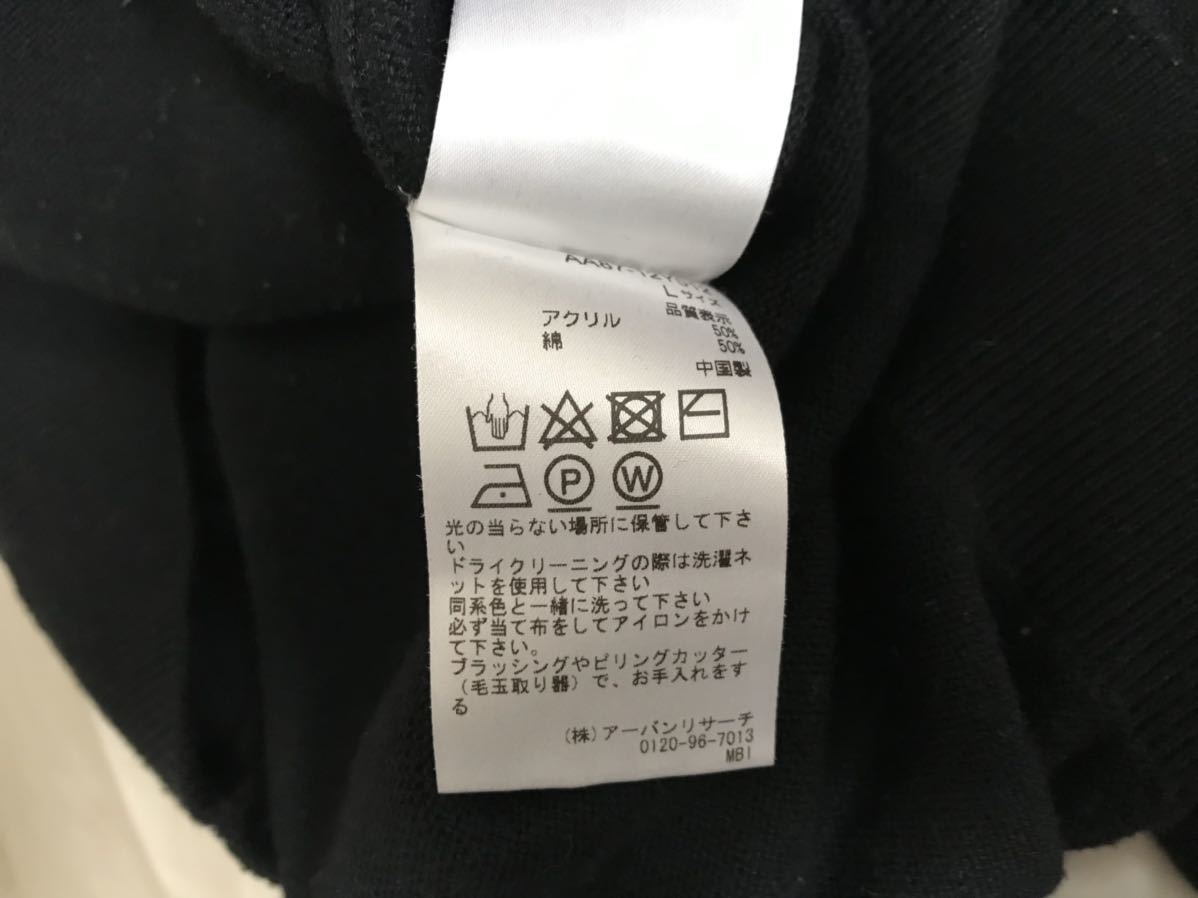 Lサイズ
品質表示
アクリル 50%
綿 50%
中国製
P W
光の当らない場所に保管して下さ
い
ドライクリーニングの際は洗濯ネ
ットを使用して下さい
同系色と一緒に洗って下さい
必ず当て布をしてアイロンをかけ
て下さい。
ブラッシングやピリングカッター
(毛玉取り器)で、お手入れをす
る
(株)アーバンリサーチ
0120-96-7013
MBI